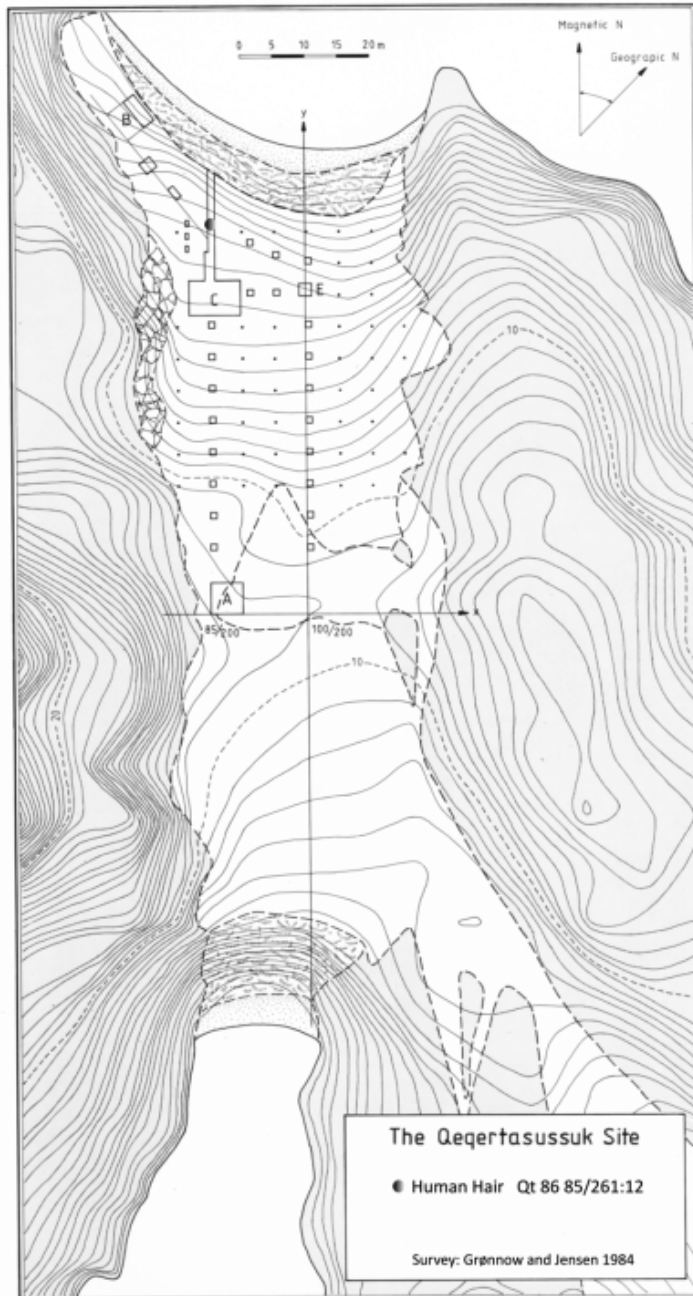 Magnetic N
Geograpic N
0 5 10 15 20 m
y
B
C
E
10
A
x
85/200
100/200
10
20
The Qeqertasussuk Site
Human Hair Qt 86 85/261:12
Survey: Grønnow and Jensen 1984